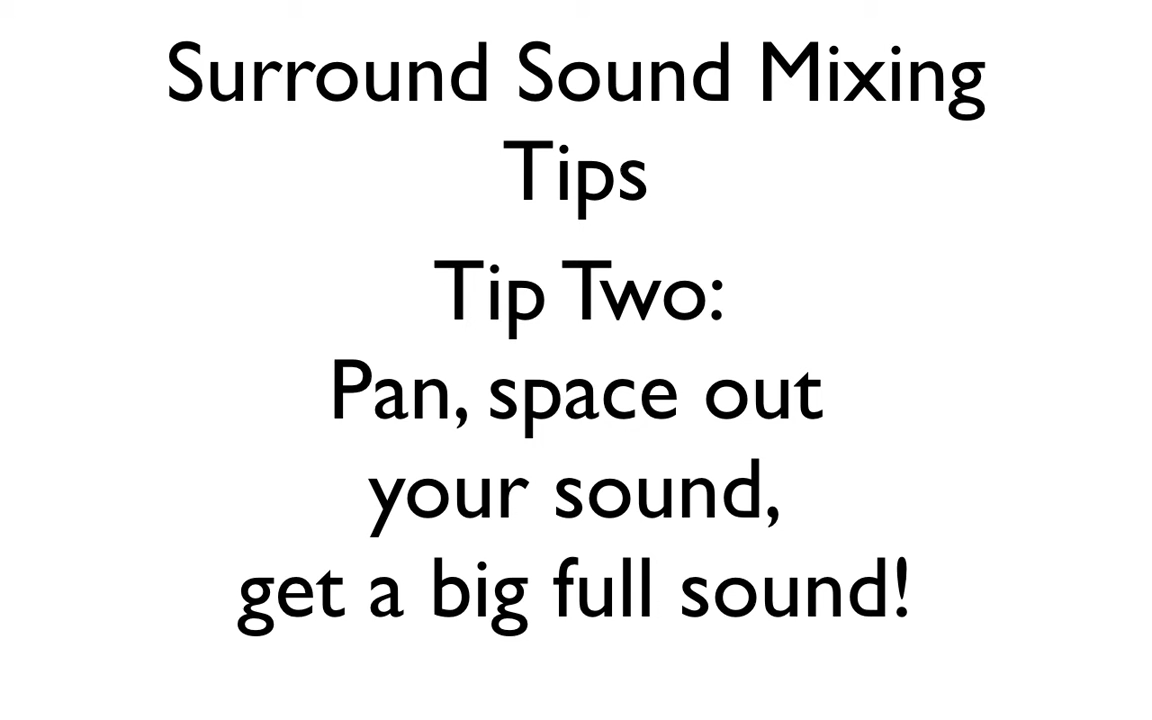 Surround Sound Mixing
Tips
Tip Two:
Pan, space out
your sound,
get a big full sound!